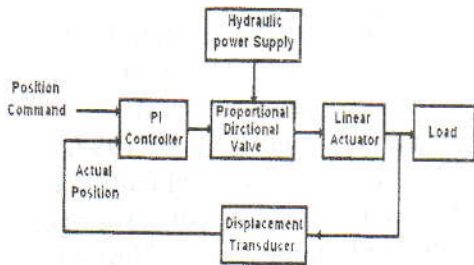 Hydraulic
power Supply
Position
Command
PI
Controller
Proportional
Dirctional
Valve
Linear
Actuator
Load
Actual
Position
Displacement
Transducer